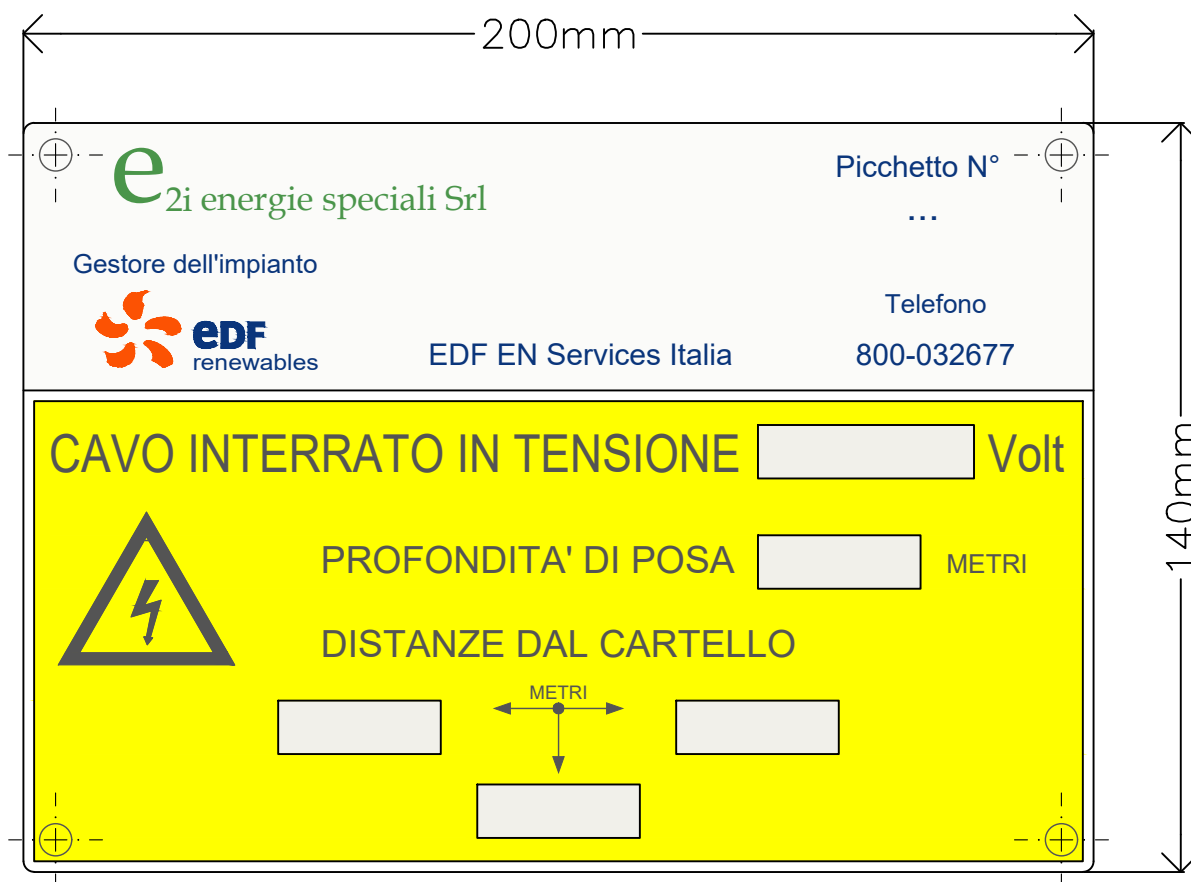 200mm
e2i energie speciali Srl
Picchetto N°
...
Gestore dell'impianto
Telefono
eDF
renewables
EDF EN Services Italia
800-032677
CAVO INTERRATO IN TENSIONE Volt
PROFONDITA' DI POSA METRI
DISTANZE DAL CARTELLO
METRI
140mm